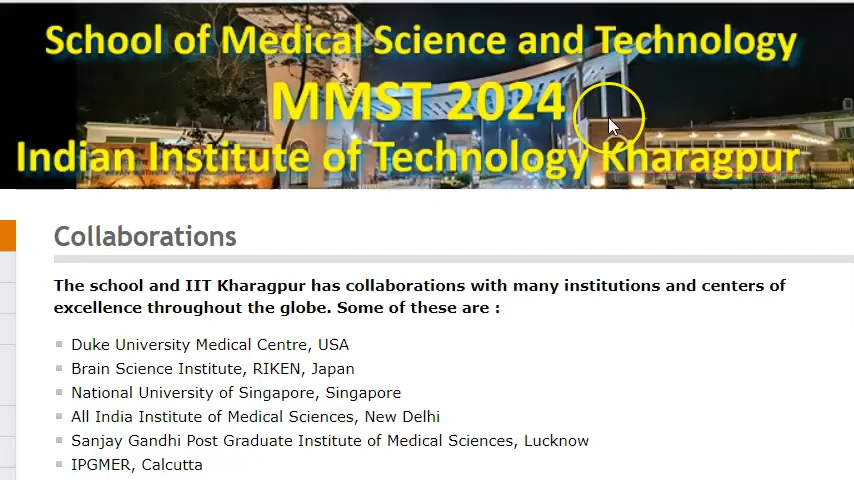 School of Medical Science and Technology
MMST 2024
Indian Institute of Technology Kharagpur
Collaborations
The school and IIT Kharagpur has collaborations with many institutions and centers of
excellence throughout the globe. Some of these are :
Duke University Medical Centre, USA
Brain Science Institute, RIKEN, Japan
National University of Singapore, Singapore
All India Institute of Medical Sciences, New Delhi
Sanjay Gandhi Post Graduate Institute of Medical Sciences, Lucknow
IPGMER, Calcutta